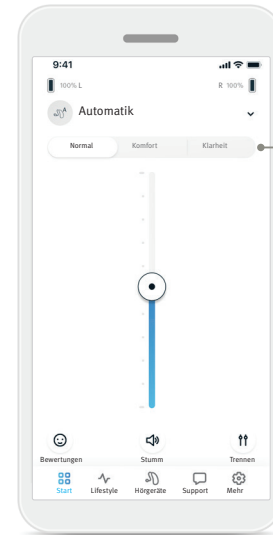 9:41
100% L R 100%
Automatik
Normal Komfort Klarheit
Bewertungen Stumm Trennen
Start Lifestyle Hörgeräte Support Mehr